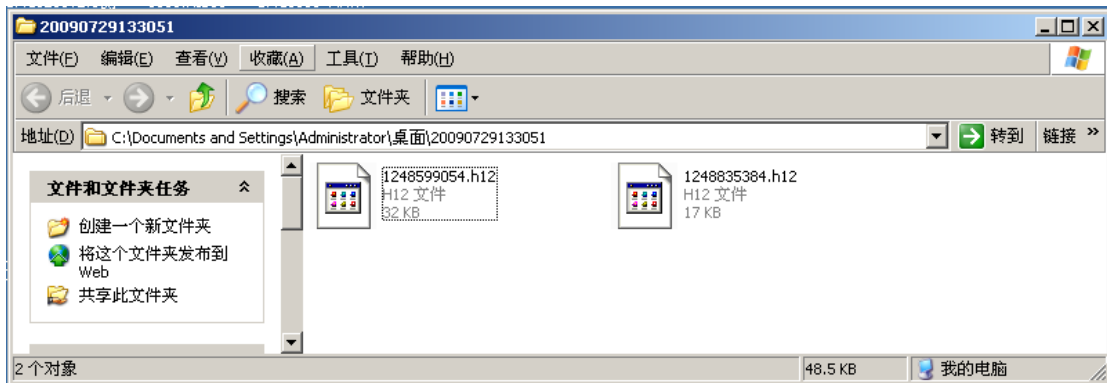 20090729133051
文件(F) 编辑(E) 查看(V) 收藏(A) 工具(T) 帮助(H)
后退 搜索 文件夹
地址(D) C:\Documents and Settings\Administrator\桌面\20090729133051 转到 链接 »
文件和文件夹任务
创建一个新文件夹
将这个文件夹发布到
Web
共享此文件夹
1248599054.h12
H12 文件
32 KB
1248835384.h12
H12 文件
17 KB
2 个对象 48.5 KB 我的电脑